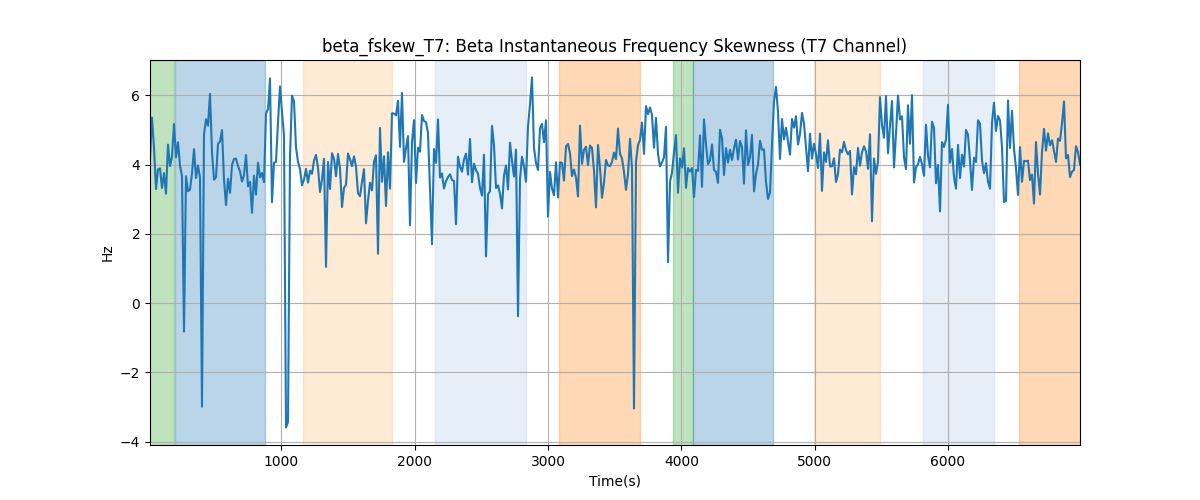 beta_fskew_T7: Beta Instantaneous Frequency Skewness (T7 Channel)
6
4
2
0
−2
−4
Hz
1000 2000 3000 4000 5000 6000
Time(s)